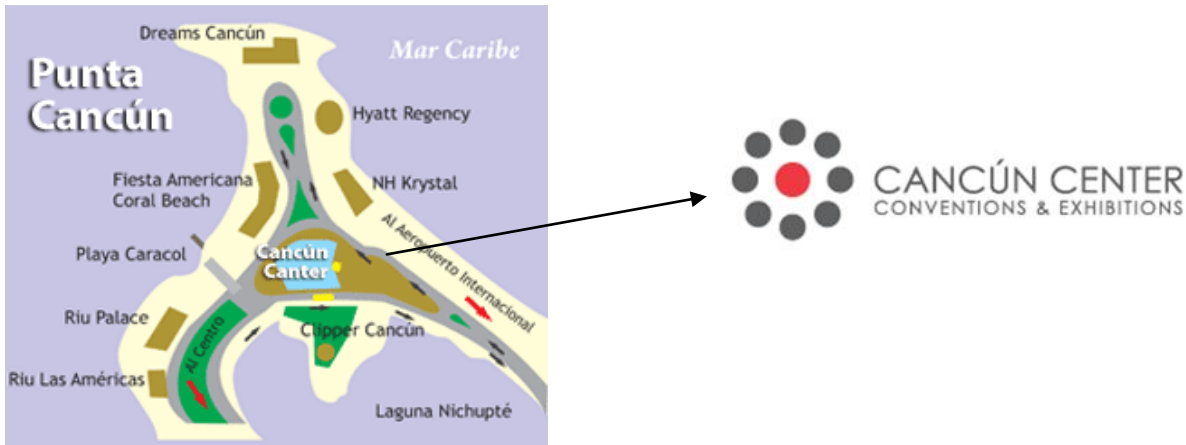 Dreams Cancún
Mar Caribe
Punta
Cancún
Hyatt Regency
Fiesta Americana
Coral Beach
NH Krystal
Al Aeropuerto Internacional
Playa Caracol
Cancún
Canter
Riu Palace
Al Centro
Clipper Cancún
Riu Las Américas
Laguna Nichupté
CANCÚN CENTER
CONVENTIONS & EXHIBITIONS